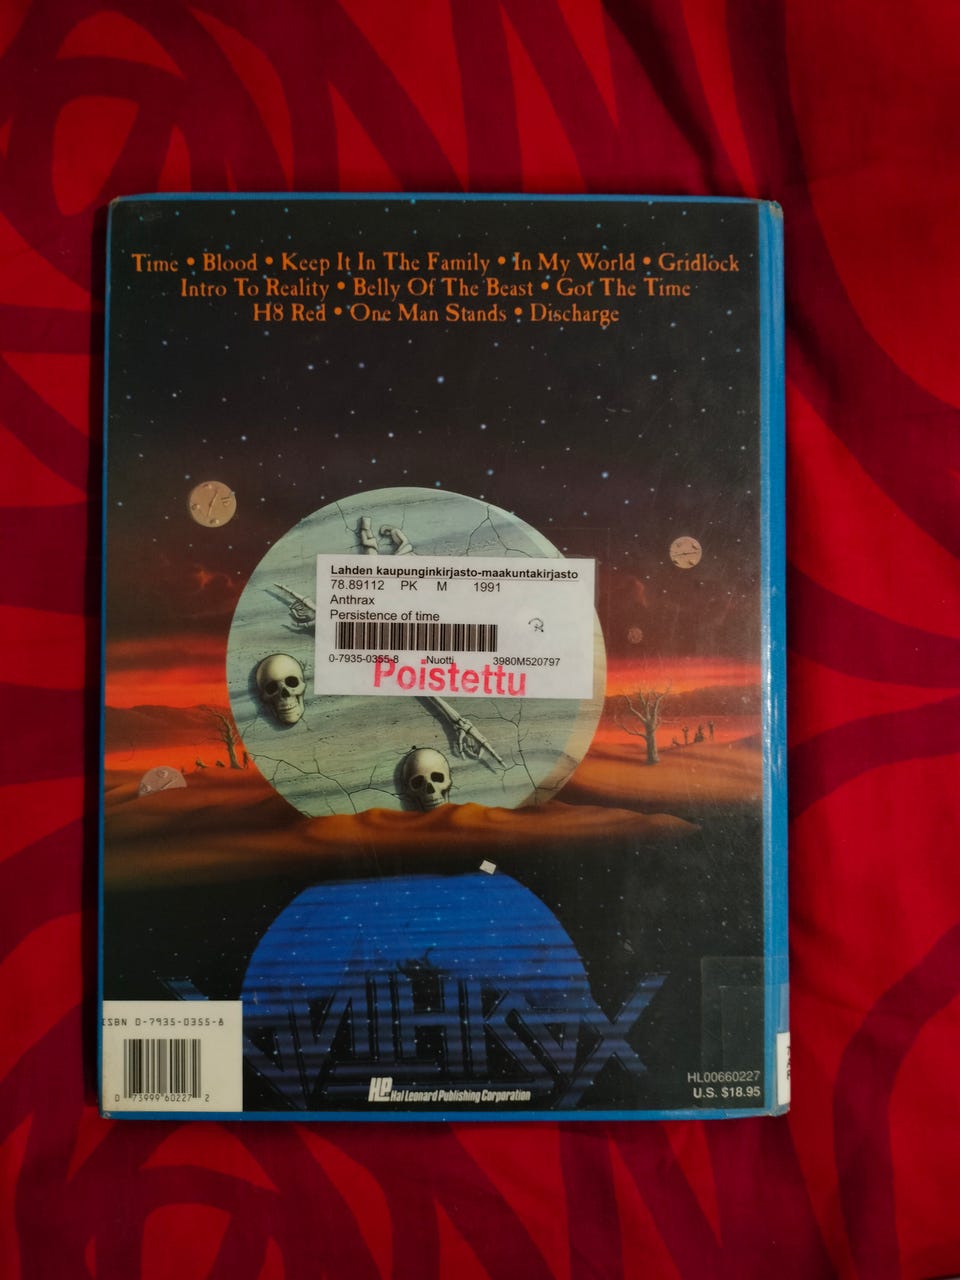 Time • Blood • Keep It In The Family • In My World • Gridlock
Intro To Reality • Belly Of The Beast • Got The Time
H8 Red • One Man Stands • Discharge
Lahden kaupunginkirjasto-maakuntakirjasto
78.89112 PK M 1991
Anthrax
Persistence of time
0-7935-0355-8 Nuotti 3980M520797
Poistettu
ANTHRAX
ISBN 0-7935-0355-8
0 73999 60227 2
HL Hal Leonard Publishing Corporation
HL00660227
U.S. $18.95